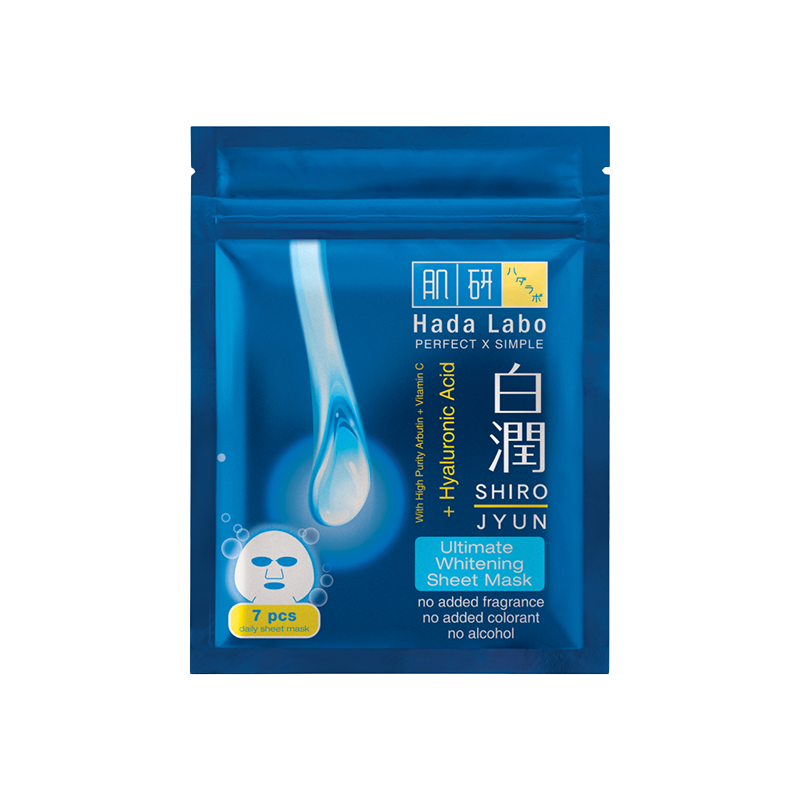 肌研
ハダラボ
Hada Labo
PERFECT X SIMPLE
With High Purity Arbutin + Vitamin C
+ Hyaluronic Acid
白潤
SHIRO
JYUN
Ultimate
Whitening
Sheet Mask
no added fragrance
no added colorant
no alcohol
7 pcs
daily sheet mask